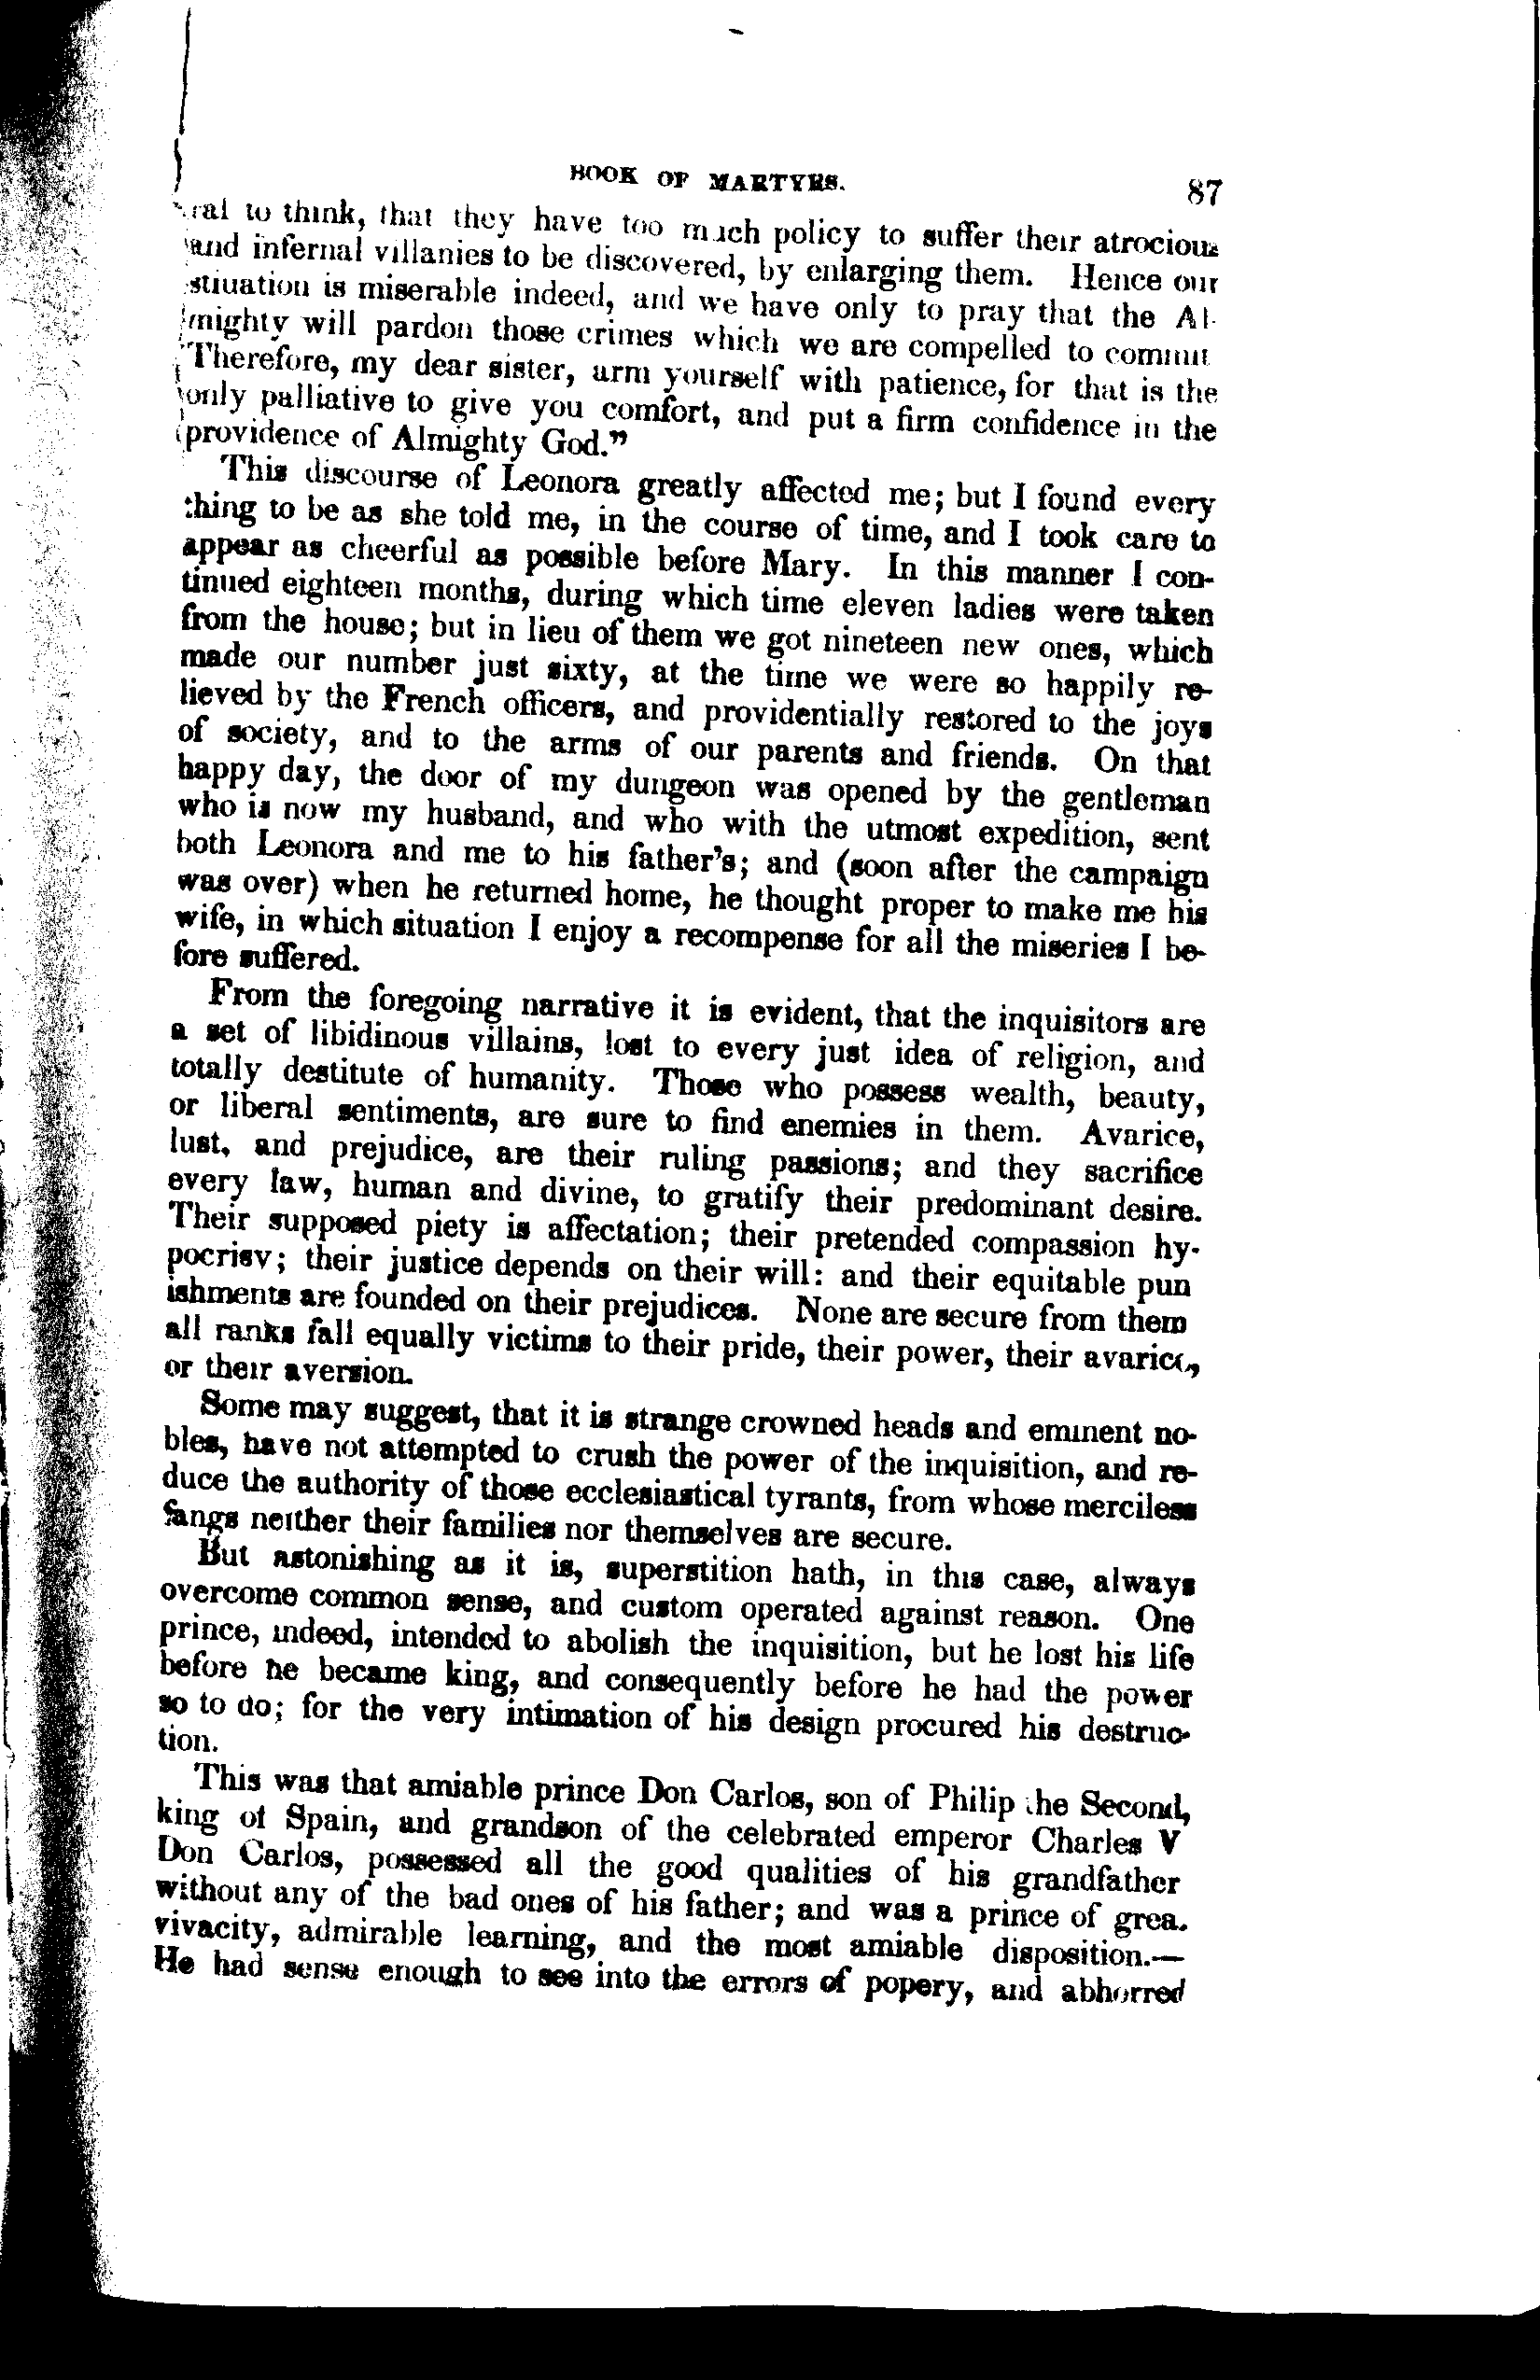 BOOK OF MARTYRS. 87
ral to think, that they have too much policy to suffer their atrocious
and infernal villanies to be discovered, by enlarging them. Hence our
situation is miserable indeed, and we have only to pray that the Al-
mighty will pardon those crimes which we are compelled to commit
Therefore, my dear sister, arm yourself with patience, for that is the
only palliative to give you comfort, and put a firm confidence in the
providence of Almighty God."
This discourse of Leonora greatly affected me; but I found every
thing to be as she told me, in the course of time, and I took care to
appear as cheerful as possible before Mary. In this manner I con-
tinued eighteen months, during which time eleven ladies were taken
from the house; but in lieu of them we got nineteen new ones, which
made our number just sixty, at the time we were so happily re-
lieved by the French officers, and providentially restored to the joys
of society, and to the arms of our parents and friends. On that
happy day, the door of my dungeon was opened by the gentleman
who is now my husband, and who with the utmost expedition, sent
both Leonora and me to his father's; and (soon after the campaign
was over) when he returned home, he thought proper to make me his
wife, in which situation I enjoy a recompense for all the miseries I be-
fore suffered.
From the foregoing narrative it is evident, that the inquisitors are
a set of libidinous villains, lost to every just idea of religion, and
totally destitute of humanity. Those who possess wealth, beauty,
or liberal sentiments, are sure to find enemies in them. Avarice,
lust, and prejudice, are their ruling passions; and they sacrifice
every law, human and divine, to gratify their predominant desire.
Their supposed piety is affectation; their pretended compassion hy-
pocrisy; their justice depends on their will: and their equitable pun
ishments are founded on their prejudices. None are secure from them
all ranks fall equally victims to their pride, their power, their avarice,
or their aversion.
Some may suggest, that it is strange crowned heads and eminent no-
bles, have not attempted to crush the power of the inquisition, and re-
duce the authority of those ecclesiastical tyrants, from whose merciless
fangs neither their families nor themselves are secure.
But astonishing as it is, superstition hath, in this case, always
overcome common sense, and custom operated against reason. One
prince, indeed, intended to abolish the inquisition, but he lost his life
before he became king, and consequently before he had the power
so to do; for the very intimation of his design procured his destruc-
tion.
This was that amiable prince Don Carlos, son of Philip the Second,
king of Spain, and grandson of the celebrated emperor Charles V
Don Carlos, possessed all the good qualities of his grandfather
without any of the bad ones of his father; and was a prince of grea.
vivacity, admirable learning, and the most amiable disposition.—
He had sense enough to see into the errors of popery, and abhorred